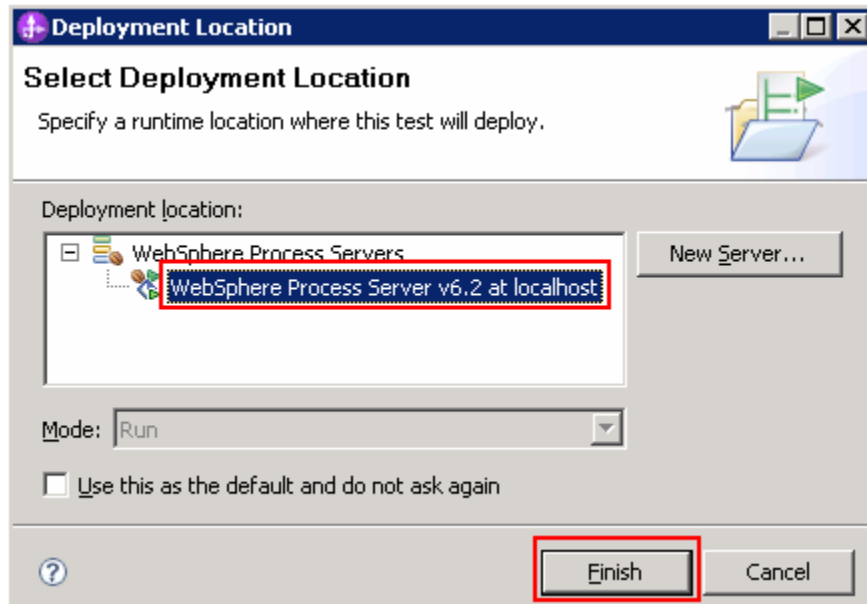 Deployment Location
Select Deployment Location
Specify a runtime location where this test will deploy.
Deployment location:
WebSphere Process Servers
New Server...
WebSphere Process Server v6.2 at localhost
Mode: Run
Use this as the default and do not ask again
?
Finish
Cancel